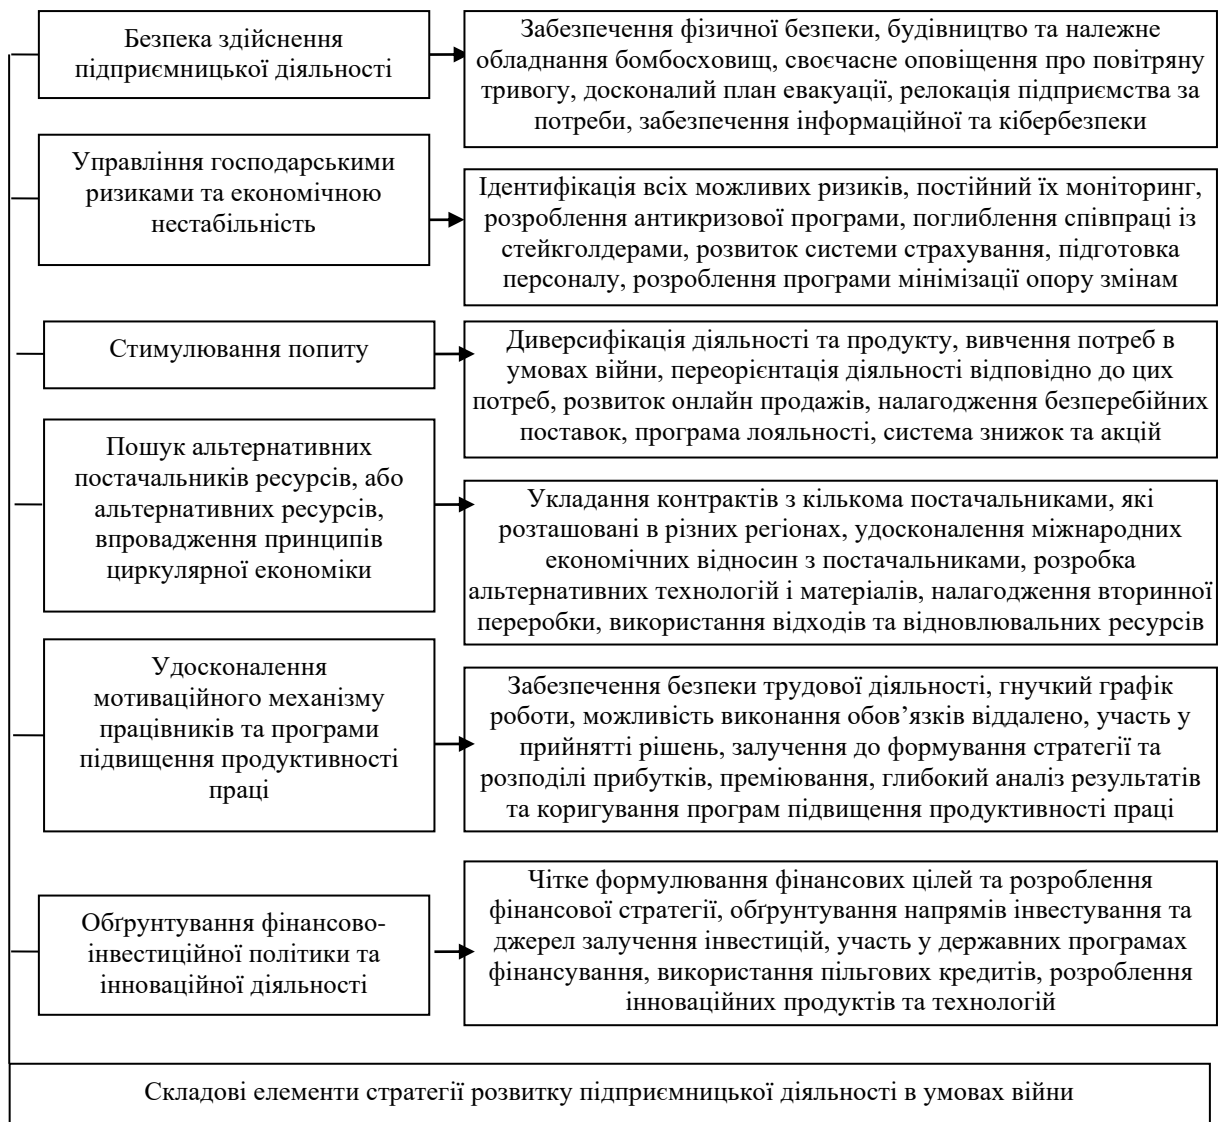 Безпека здійснення
підприємницької діяльності
Забезпечення фізичної безпеки, будівництво та належне
обладнання бомбосховищ, своєчасне оповіщення про повітряну
тривогу, досконалий план евакуації, релокація підприємства за
потреби, забезпечення інформаційної та кібербезпеки
Управління господарськими
ризиками та економічною
нестабільність
Ідентифікація всіх можливих ризиків, постійний їх моніторинг,
розроблення антикризової програми, поглиблення співпраці із
стейкголдерами, розвиток системи страхування, підготовка
персоналу, розроблення програми мінімізації опору змінам
Стимулювання попиту
Диверсифікація діяльності та продукту, вивчення потреб в
умовах війни, переорієнтація діяльності відповідно до цих
потреб, розвиток онлайн продажів, налагодження безперебійних
поставок, програма лояльності, система знижок та акцій
Пошук альтернативних
постачальників ресурсів, або
альтернативних ресурсів,
впровадження принципів
циркулярної економіки
Укладання контрактів з кількома постачальниками, які
розташовані в різних регіонах, удосконалення міжнародних
економічних відносин з постачальниками, розробка
альтернативних технологій і матеріалів, налагодження вторинної
переробки, використання відходів та відновлювальних ресурсів
Удосконалення
мотиваційного механізму
працівників та програми
підвищення продуктивності
праці
Забезпечення безпеки трудової діяльності, гнучкий графік
роботи, можливість виконання обов’язків віддалено, участь у
прийнятті рішень, залучення до формування стратегії та
розподілі прибутків, преміювання, глибокий аналіз результатів
та коригування програм підвищення продуктивності праці
Обґрунтування фінансово-
інвестиційної політики та
інноваційної діяльності
Чітке формулювання фінансових цілей та розроблення
фінансової стратегії, обґрунтування напрямів інвестування та
джерел залучення інвестицій, участь у державних програмах
фінансування, використання пільгових кредитів, розроблення
інноваційних продуктів та технологій
Складові елементи стратегії розвитку підприємницької діяльності в умовах війни